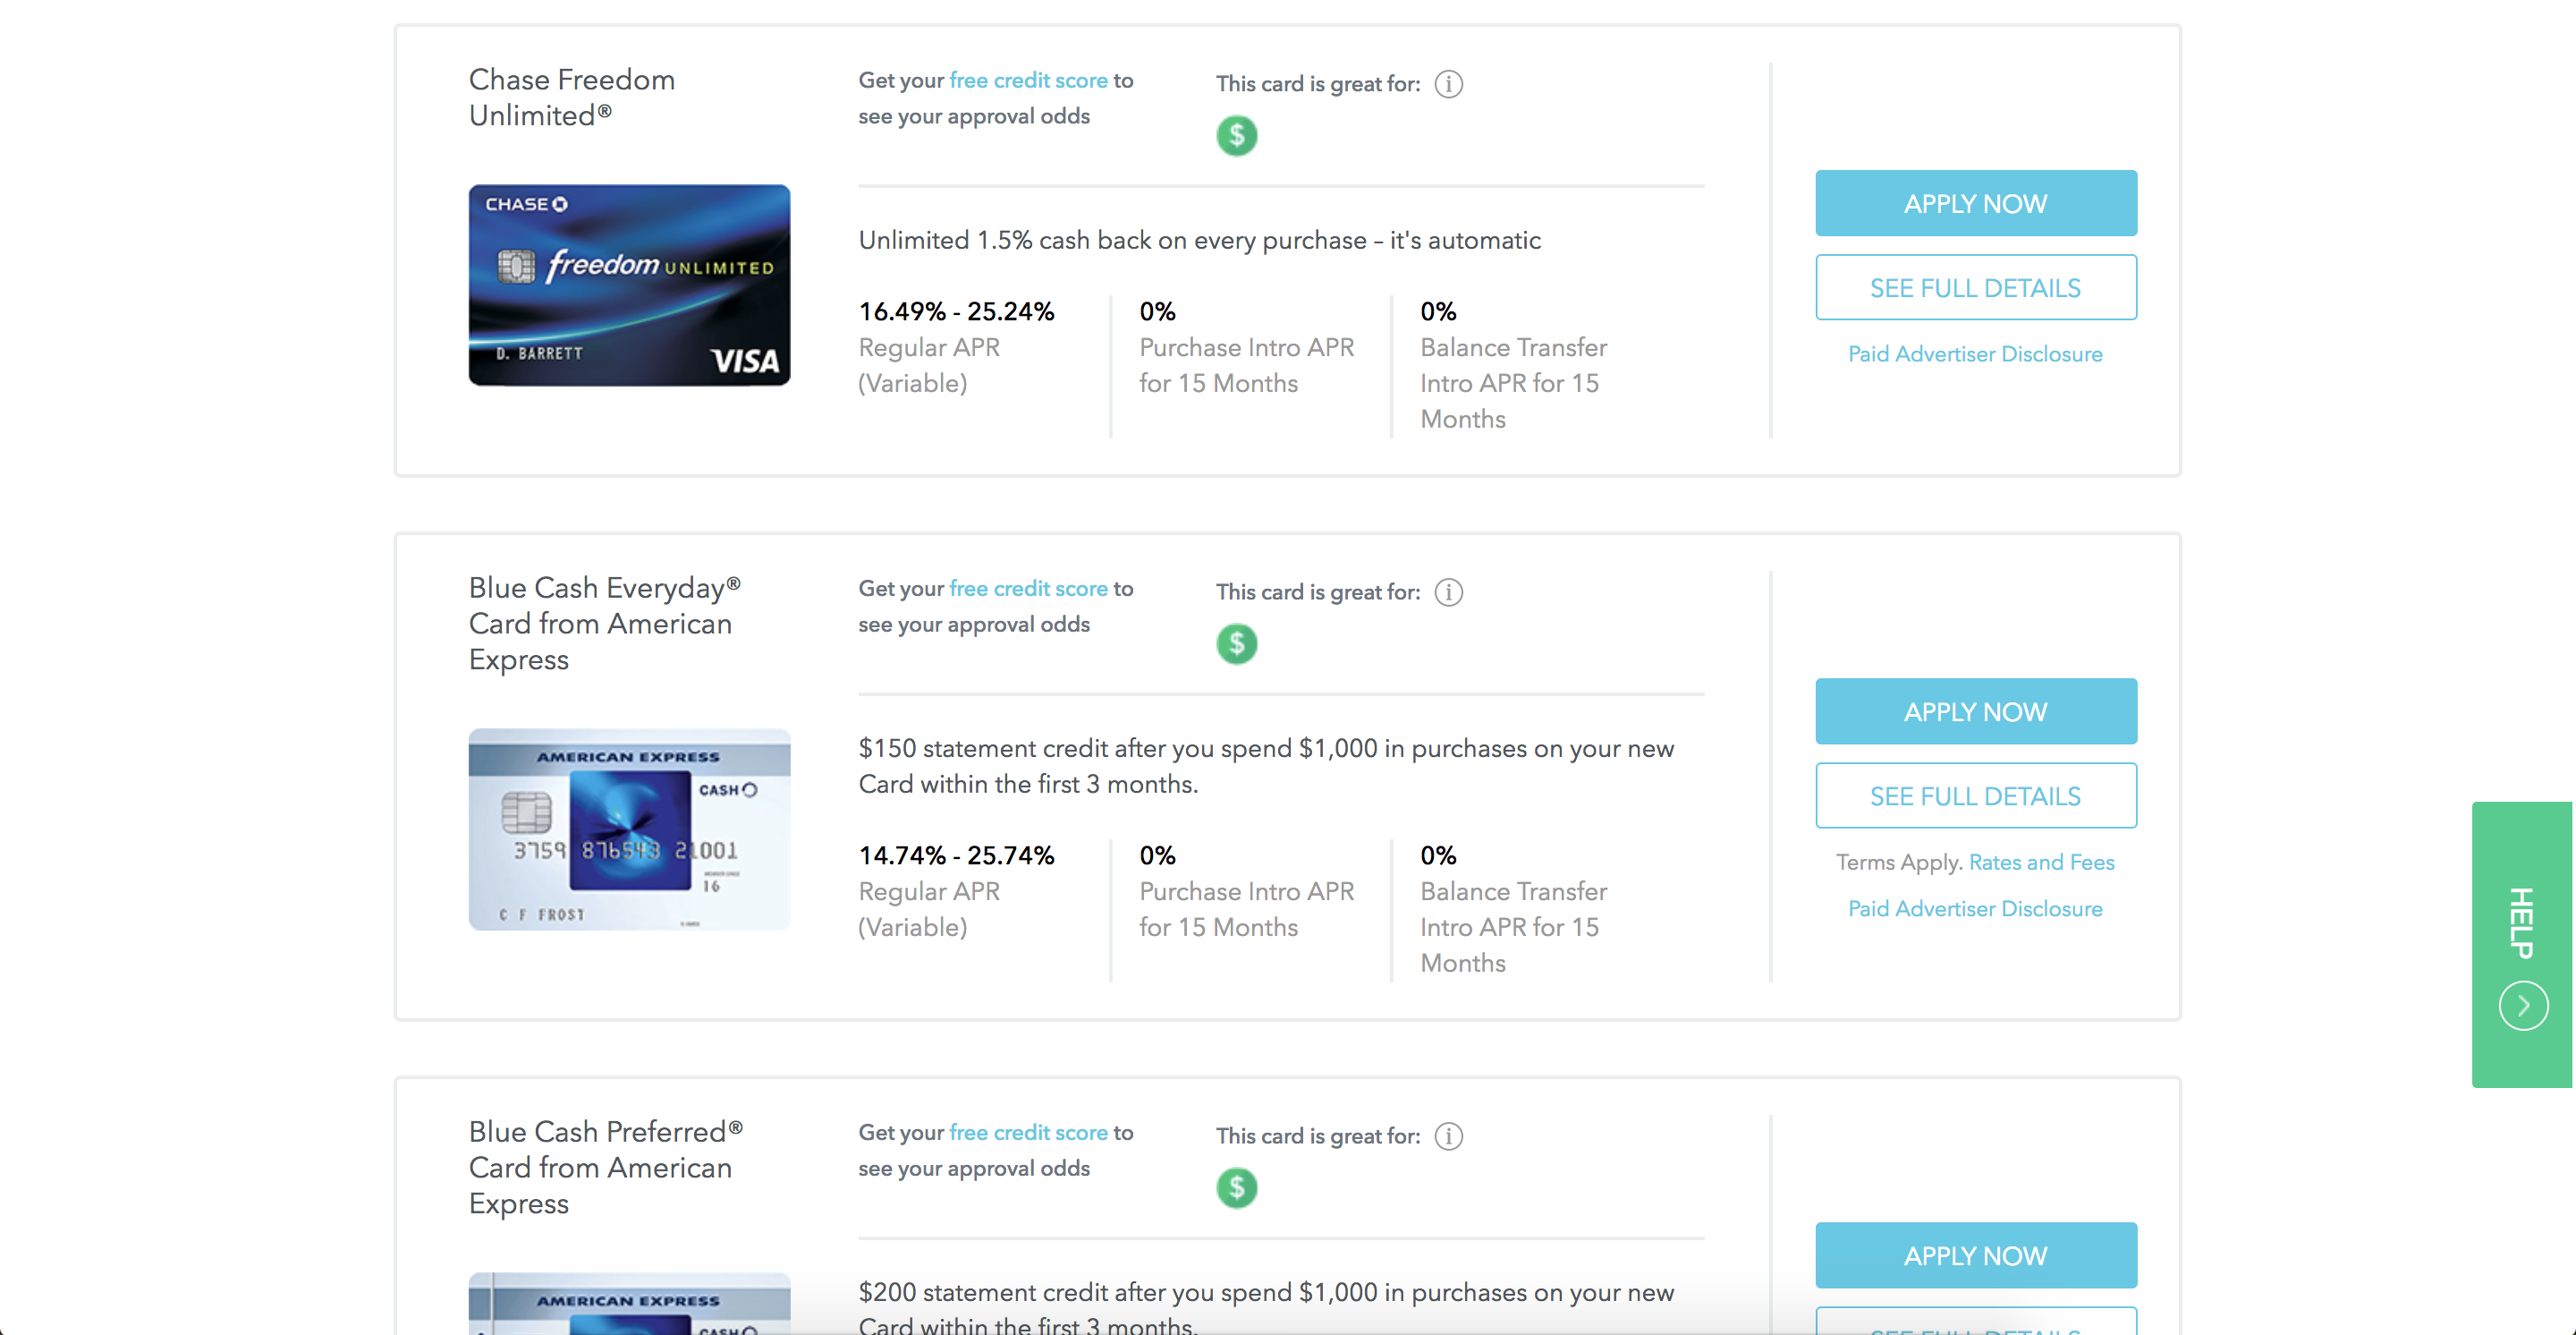 Chase Freedom
Unlimited®
Get your free credit score to
see your approval odds
This card is great for:
$
CHASE
freedom UNLIMITED
D. BARRETT
VISA
Unlimited 1.5% cash back on every purchase – it's automatic
16.49% - 25.24%
Regular APR
(Variable)
0%
Purchase Intro APR
for 15 Months
0%
Balance Transfer
Intro APR for 15
Months
APPLY NOW
SEE FULL DETAILS
Paid Advertiser Disclosure
Blue Cash Everyday®
Card from American
Express
Get your free credit score to
see your approval odds
This card is great for:
$
AMERICAN EXPRESS
CASH
3759 876543 21001
16
C F FROST
$150 statement credit after you spend $1,000 in purchases on your new
Card within the first 3 months.
14.74% - 25.74%
Regular APR
(Variable)
0%
Purchase Intro APR
for 15 Months
0%
Balance Transfer
Intro APR for 15
Months
APPLY NOW
SEE FULL DETAILS
Terms Apply. Rates and Fees
Paid Advertiser Disclosure
HELP
Blue Cash Preferred®
Card from American
Express
Get your free credit score to
see your approval odds
This card is great for:
$
AMERICAN EXPRESS
CASH
$200 statement credit after you spend $1,000 in purchases on your new
Card within the first 3 months.
APPLY NOW
SEE FULL DETAILS